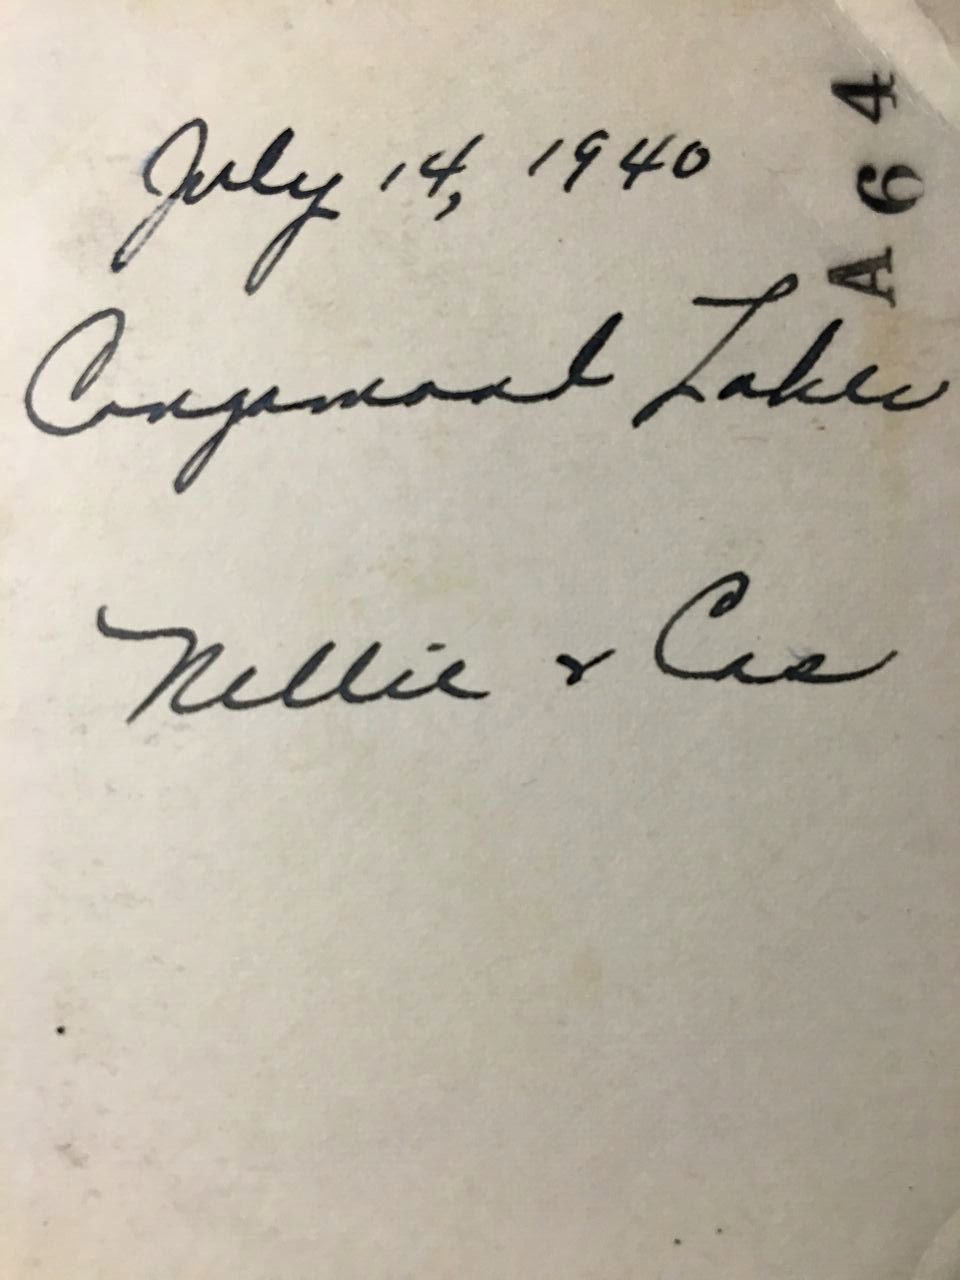 July 14, 1940
Congamond Lakes
Nellie & Cas
A64